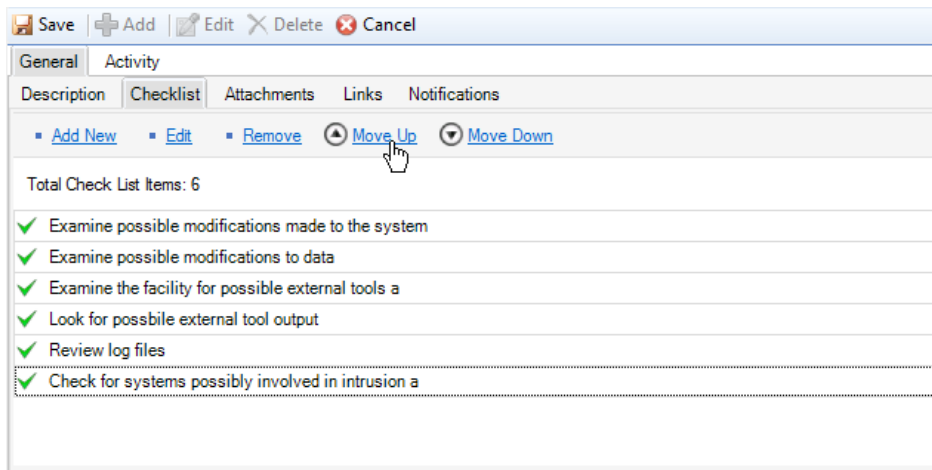 Save Add Edit Delete Cancel
General Activity
Description Checklist Attachments Links Notifications
Add New Edit Remove Move Up Move Down
Total Check List Items: 6
Examine possible modifications made to the system
Examine possible modifications to data
Examine the facility for possible external tools a
Look for possbile external tool output
Review log files
Check for systems possibly involved in intrusion a